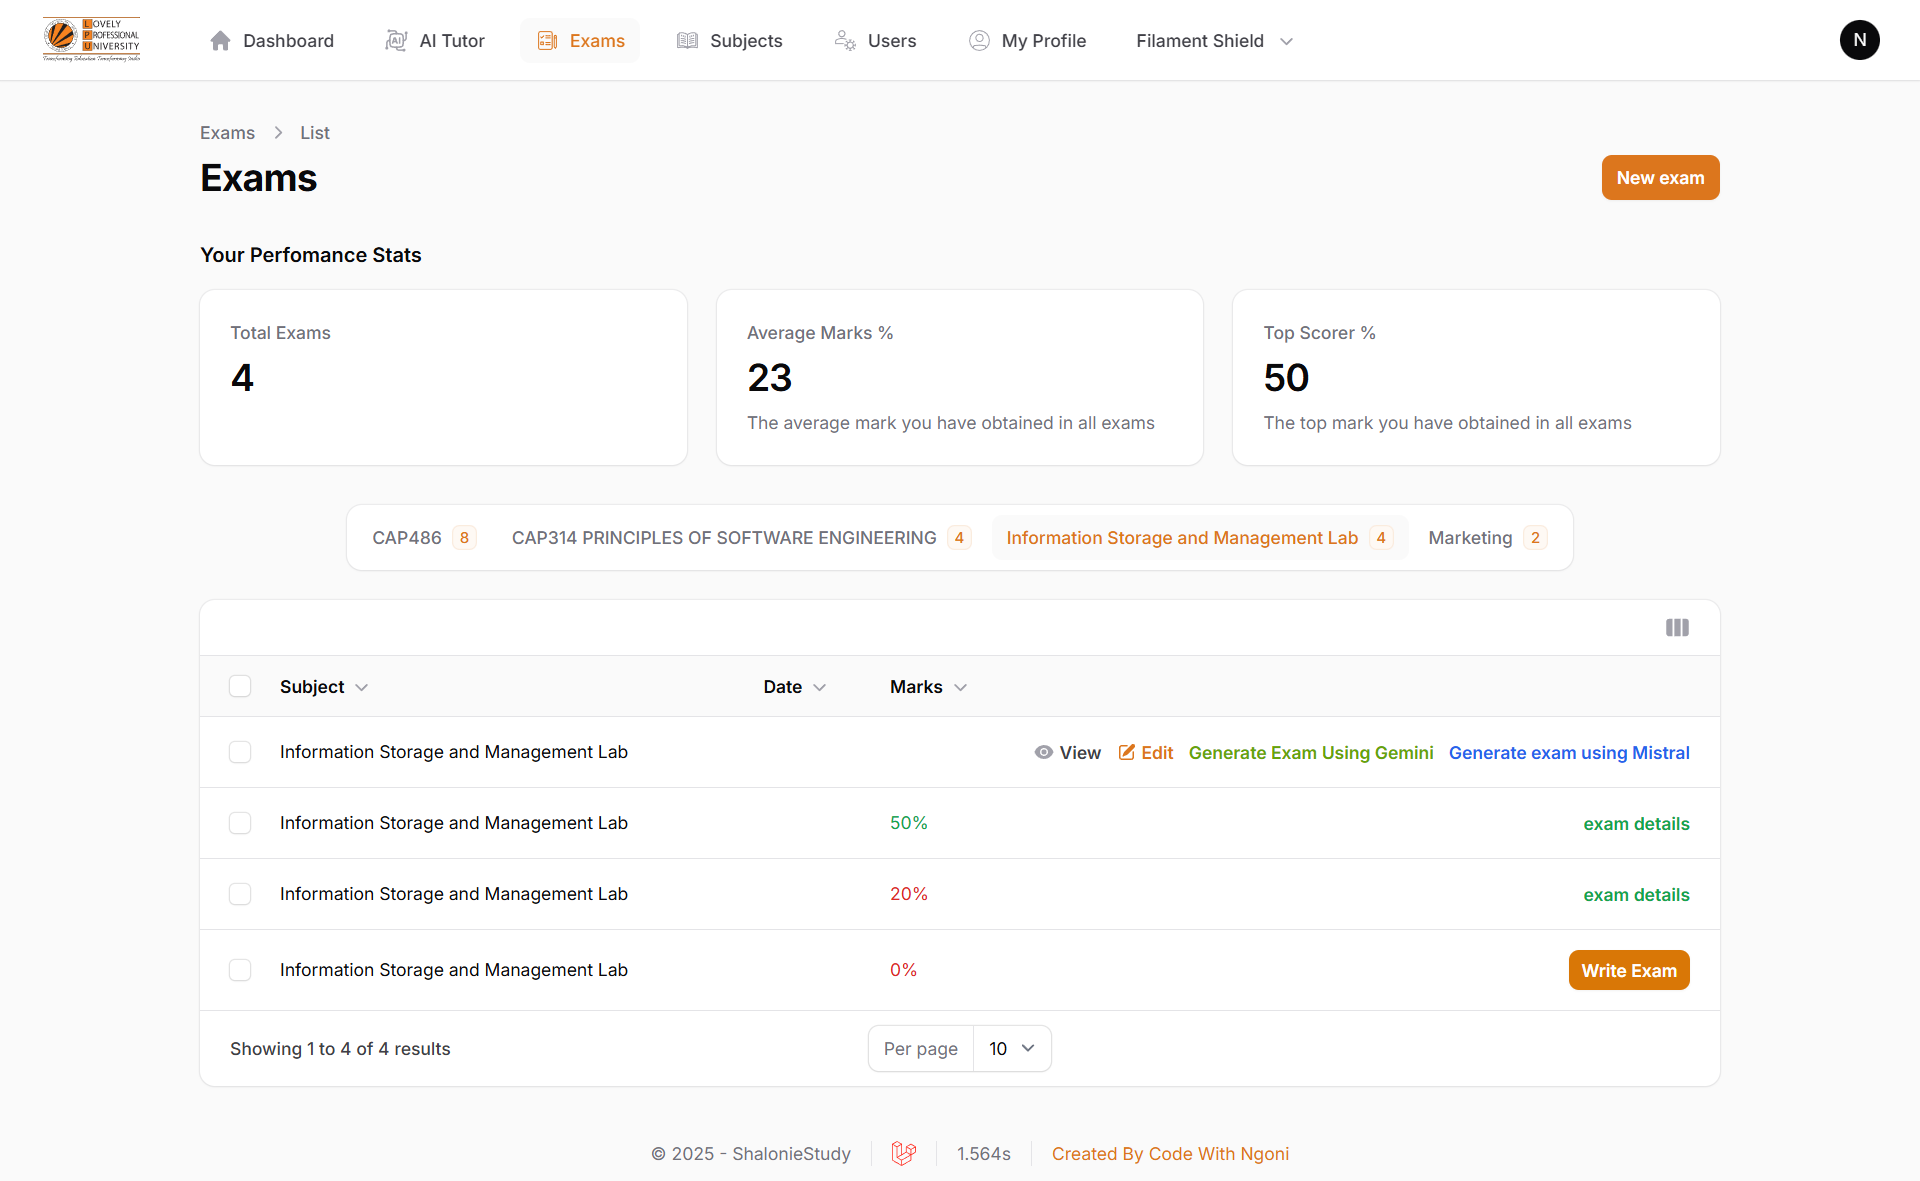 LOVELY
PROFESSIONAL
UNIVERSITY
Transforming Education Transforming India
Dashboard
AI Tutor
Exams
Subjects
Users
My Profile
Filament Shield
N
Exams > List
Exams
New exam
Your Perfomance Stats
Total Exams
4
Average Marks %
23
The average mark you have obtained in all exams
Top Scorer %
50
The top mark you have obtained in all exams
CAP486 8
CAP314 PRINCIPLES OF SOFTWARE ENGINEERING 4
Information Storage and Management Lab 4
Marketing 2
Subject Date Marks
Information Storage and Management Lab View Edit Generate Exam Using Gemini Generate exam using Mistral
Information Storage and Management Lab 50% exam details
Information Storage and Management Lab 20% exam details
Information Storage and Management Lab 0% Write Exam
Showing 1 to 4 of 4 results
Per page 10
© 2025 - ShalonieStudy
1.564s
Created By Code With Ngoni